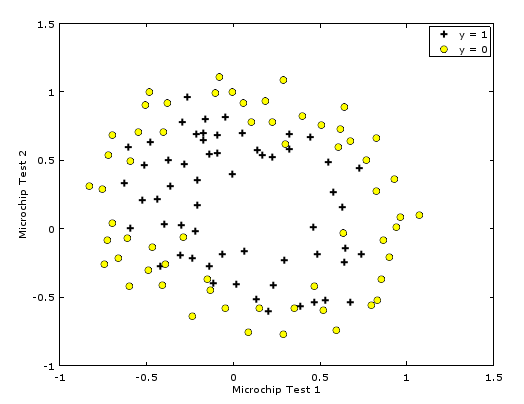 1.5
y = 1
y = 0
1
0.5
Microchip Test 2
0
-0.5
-1
-1 -0.5 0 0.5 1 1.5
Microchip Test 1